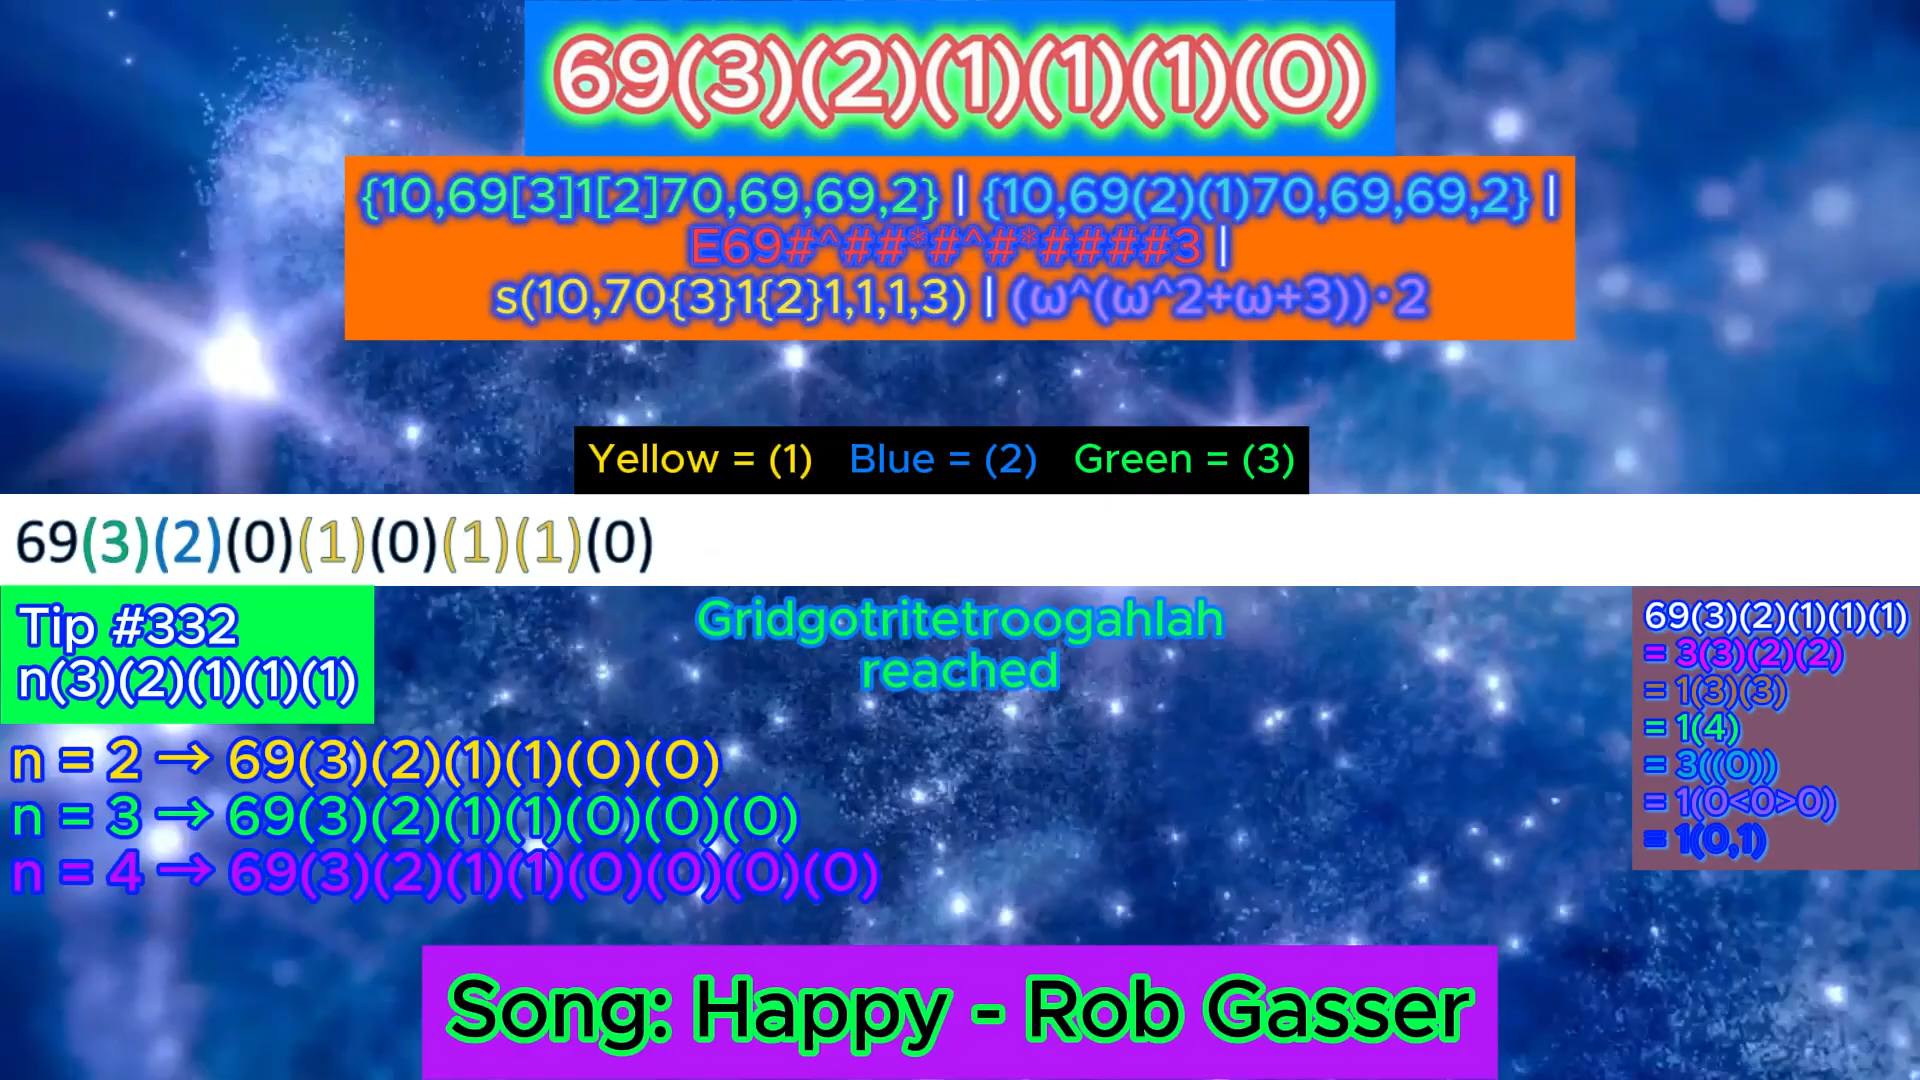 69(3)(2)(1)(1)(1)(0)
{10,69[3]1[2]70,69,69,2} | {10,69(2)(1)70,69,69,2} |
E69#^##*#^#*####3 |
s(10,70{3}1{2}1,1,1,3) | (ω^(ω^2+ω+3))·2
Yellow = (1) Blue = (2) Green = (3)
69(3)(2)(0)(1)(0)(1)(1)(0)
Tip #332
n(3)(2)(1)(1)(1)
n = 2 → 69(3)(2)(1)(1)(0)(0)
n = 3 → 69(3)(2)(1)(1)(0)(0)(0)
n = 4 → 69(3)(2)(1)(1)(0)(0)(0)(0)
Gridgotritetroogahlah
reached
69(3)(2)(1)(1)(1)
= 3(3)(2)(2)
= 1(3)(3)
= 1(4)
= 3((0))
= 1(0<0>0)
= 1(0,1)
Song: Happy - Rob Gasser